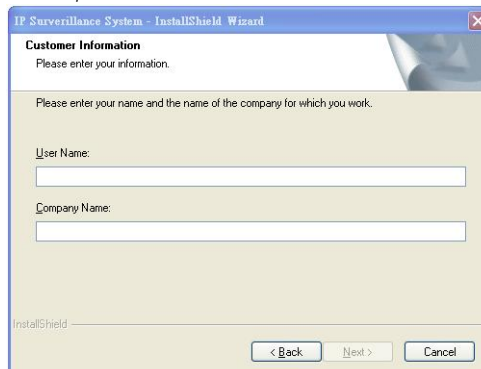 IP Surverillance System - InstallShield Wizard
Customer Information
Please enter your information.
Please enter your name and the name of the company for which you work.
User Name:
Company Name:
InstallShield
< Back Next > Cancel